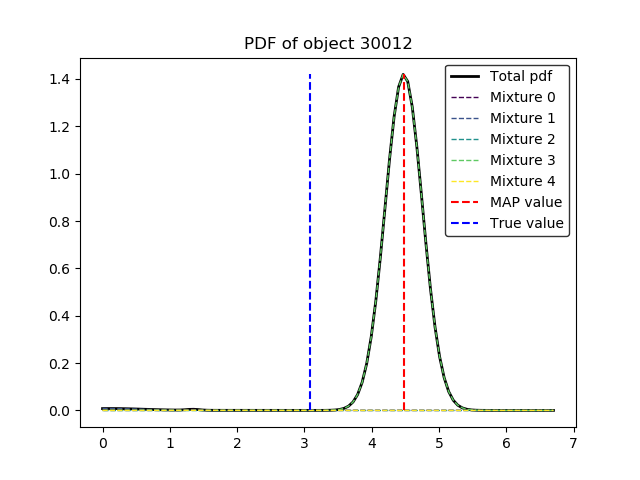 PDF of object 30012
1.4
1.2
1.0
0.8
0.6
0.4
0.2
0.0
0 1 2 3 4 5 6 7
Total pdf
Mixture 0
Mixture 1
Mixture 2
Mixture 3
Mixture 4
MAP value
True value